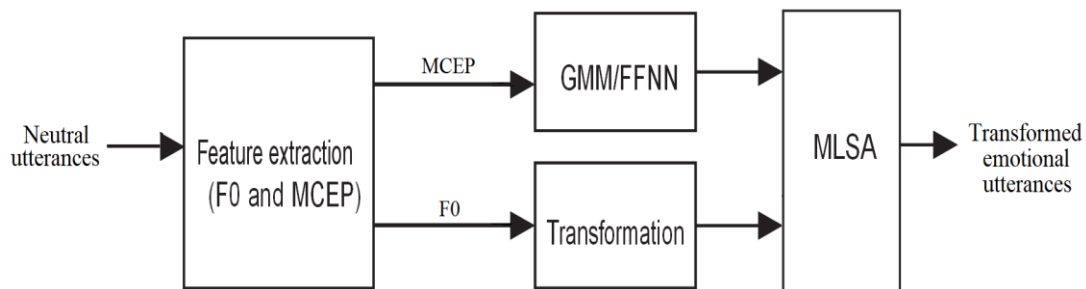 Neutral
utterances
Feature extraction
(F0 and MCEP)
MCEP
F0
GMM/FFNN
Transformation
MLSA
Transformed
emotional
utterances